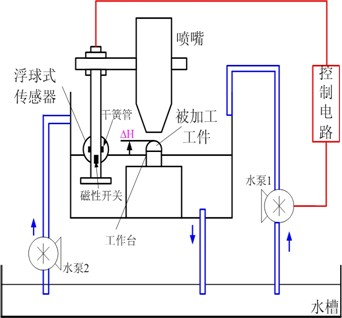 喷嘴
浮球式
传感器
干簧管
ΔH
被加工
工件
控制电路
磁性开关
工作台
水泵1
水泵2
水槽